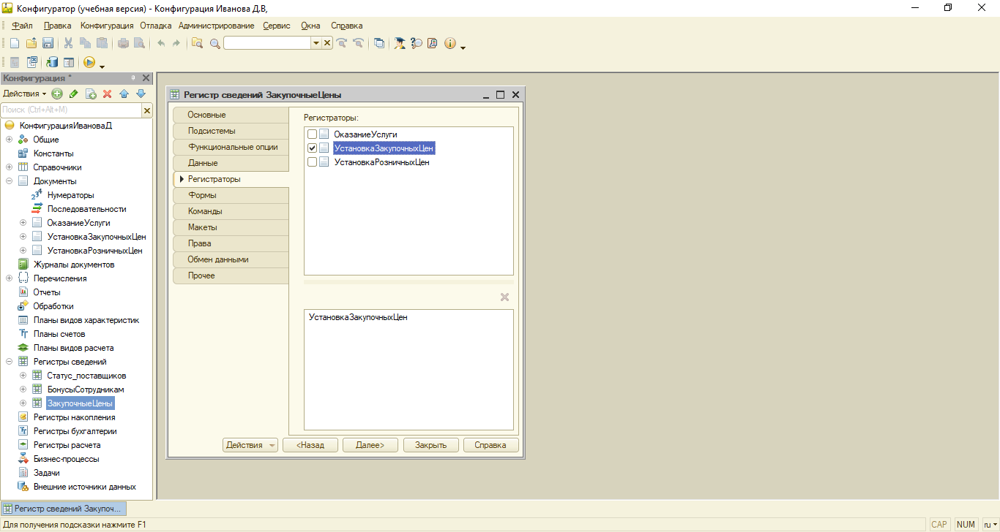 Конфигуратор (учебная версия) - Конфигурация Иванова Д.В,
Файл Правка Конфигурация Отладка Администрирование Сервис Окна Справка
Конфигурация *
Действия
Поиск (Ctrl+Alt+M)
КонфигурацияИвановаД
Общие
Константы
Справочники
Документы
Нумераторы
Последовательности
ОказаниеУслуги
УстановкаЗакупочныхЦен
УстановкаРозничныхЦен
Журналы документов
Перечисления
Отчеты
Обработки
Планы видов характеристик
Планы счетов
Планы видов расчета
Регистры сведений
Статус_поставщиков
БонусыСотрудникам
ЗакупочныеЦены
Регистры накопления
Регистры бухгалтерии
Регистры расчета
Бизнес-процессы
Задачи
Внешние источники данных
Регистр сведений ЗакупочныеЦены
Основные
Подсистемы
Функциональные опции
Данные
Регистраторы
Формы
Команды
Макеты
Права
Обмен данными
Прочее
Регистраторы:
ОказаниеУслуги
УстановкаЗакупочныхЦен
УстановкаРозничныхЦен
УстановкаЗакупочныхЦен
Действия <Назад Далее> Закрыть Справка
Регистр сведений Закупоч...
Для получения подсказки нажмите F1 CAP NUM ru